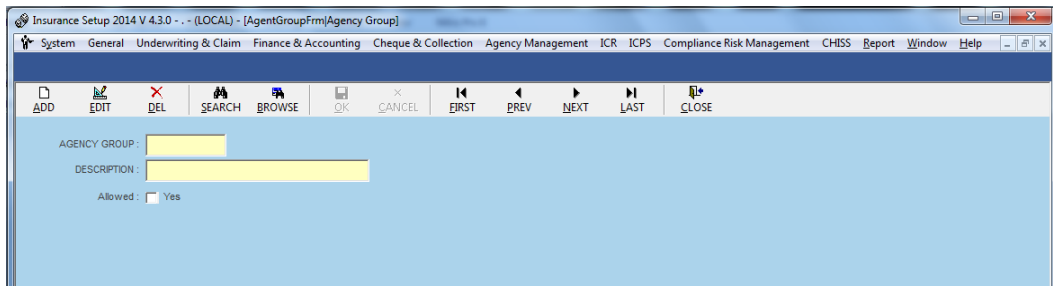 Insurance Setup 2014 V 4.3.0 - . - (LOCAL) - [AgentGroupFrm|Agency Group]
System General Underwriting & Claim Finance & Accounting Cheque & Collection Agency Management ICR ICPS Compliance Risk Management CHISS Report Window Help
ADD EDIT DEL SEARCH BROWSE OK CANCEL FIRST PREV NEXT LAST CLOSE
AGENCY GROUP :
DESCRIPTION :
Allowed : Yes